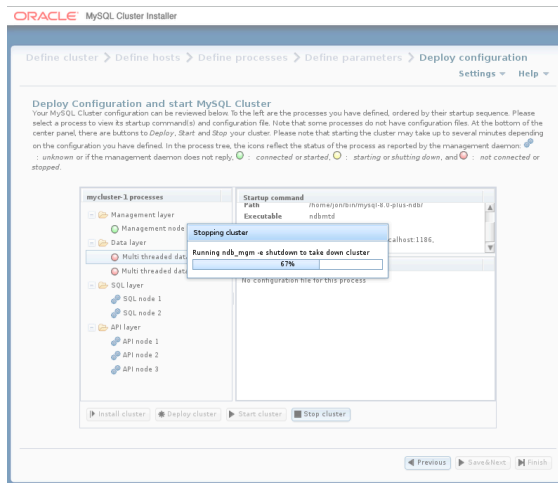 ORACLE® MySQL Cluster Installer
Define cluster > Define hosts > Define processes > Define parameters > Deploy configuration
Settings Help
Deploy Configuration and start MySQL Cluster
Your MySQL Cluster configuration can be reviewed below. To the left are the processes you have defined, ordered by their startup sequence. Please
select a process to view its startup command(s) and configuration file. Note that some processes do not have configuration files. At the bottom of the
center panel, there are buttons to Deploy, Start and Stop your cluster. Please note that starting the cluster may take up to several minutes depending
on the configuration you have defined. In the process tree, the icons reflect the status of the process as reported by the management daemon:
: unknown or if the management daemon does not reply, : connected or started, : starting or shutting down, and : not connected or
stopped.
mycluster-1 processes
Management layer
Management node
Data layer
Multi threaded data
Multi threaded data
SQL layer
SQL node 1
SQL node 2
API layer
API node 1
API node 2
API node 3
Startup command
Path /home/jon/bin/mysql-8.0-plus-ndb/
Executable ndbmtd
calhost:1186,
No configuration file for this process
Stopping cluster
Running ndb_mgm -e shutdown to take down cluster
67%
Install cluster Deploy cluster Start cluster Stop cluster
Previous Save&Next Finish